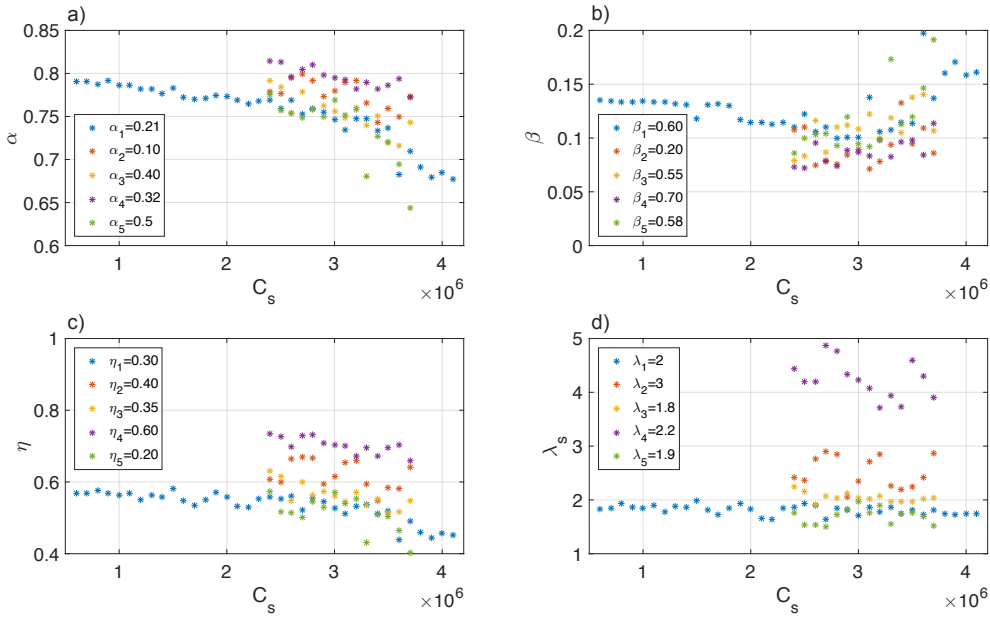 a)
0.85
0.8
0.75
0.7
0.65
0.6
α
α1=0.21
α2=0.10
α3=0.40
α4=0.32
α5=0.5
1 2 3 4
Cs
×10^6
b)
0.2
0.15
0.1
0.05
0
β
β1=0.60
β2=0.20
β3=0.55
β4=0.70
β5=0.58
1 2 3 4
Cs
×10^6
c)
1
0.8
0.6
0.4
η
η1=0.30
η2=0.40
η3=0.35
η4=0.60
η5=0.20
1 2 3 4
Cs
×10^6
d)
5
4
3
2
1
λs
λ1=2
λ2=3
λ3=1.8
λ4=2.2
λ5=1.9
1 2 3 4
Cs
×10^6